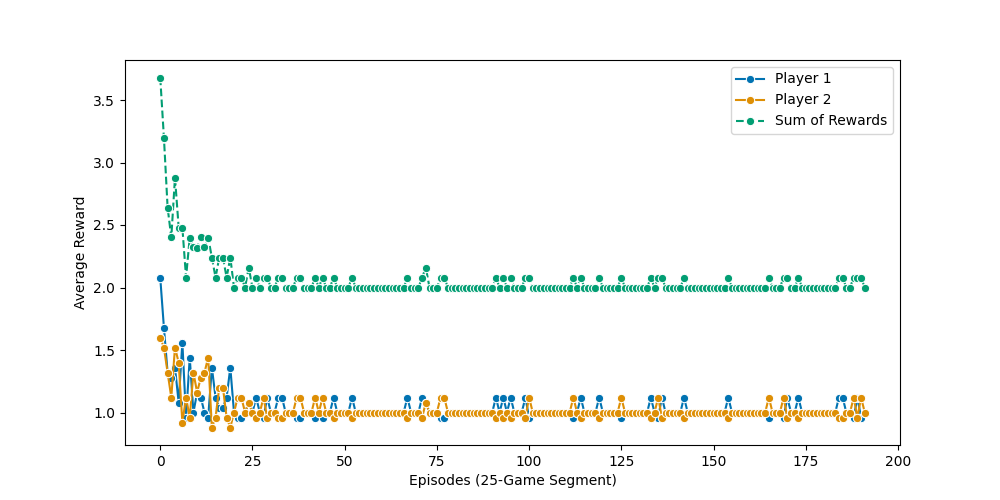 Player 1
Player 2
Sum of Rewards
Average Reward
3.5
3.0
2.5
2.0
1.5
1.0
0 25 50 75 100 125 150 175 200
Episodes (25-Game Segment)